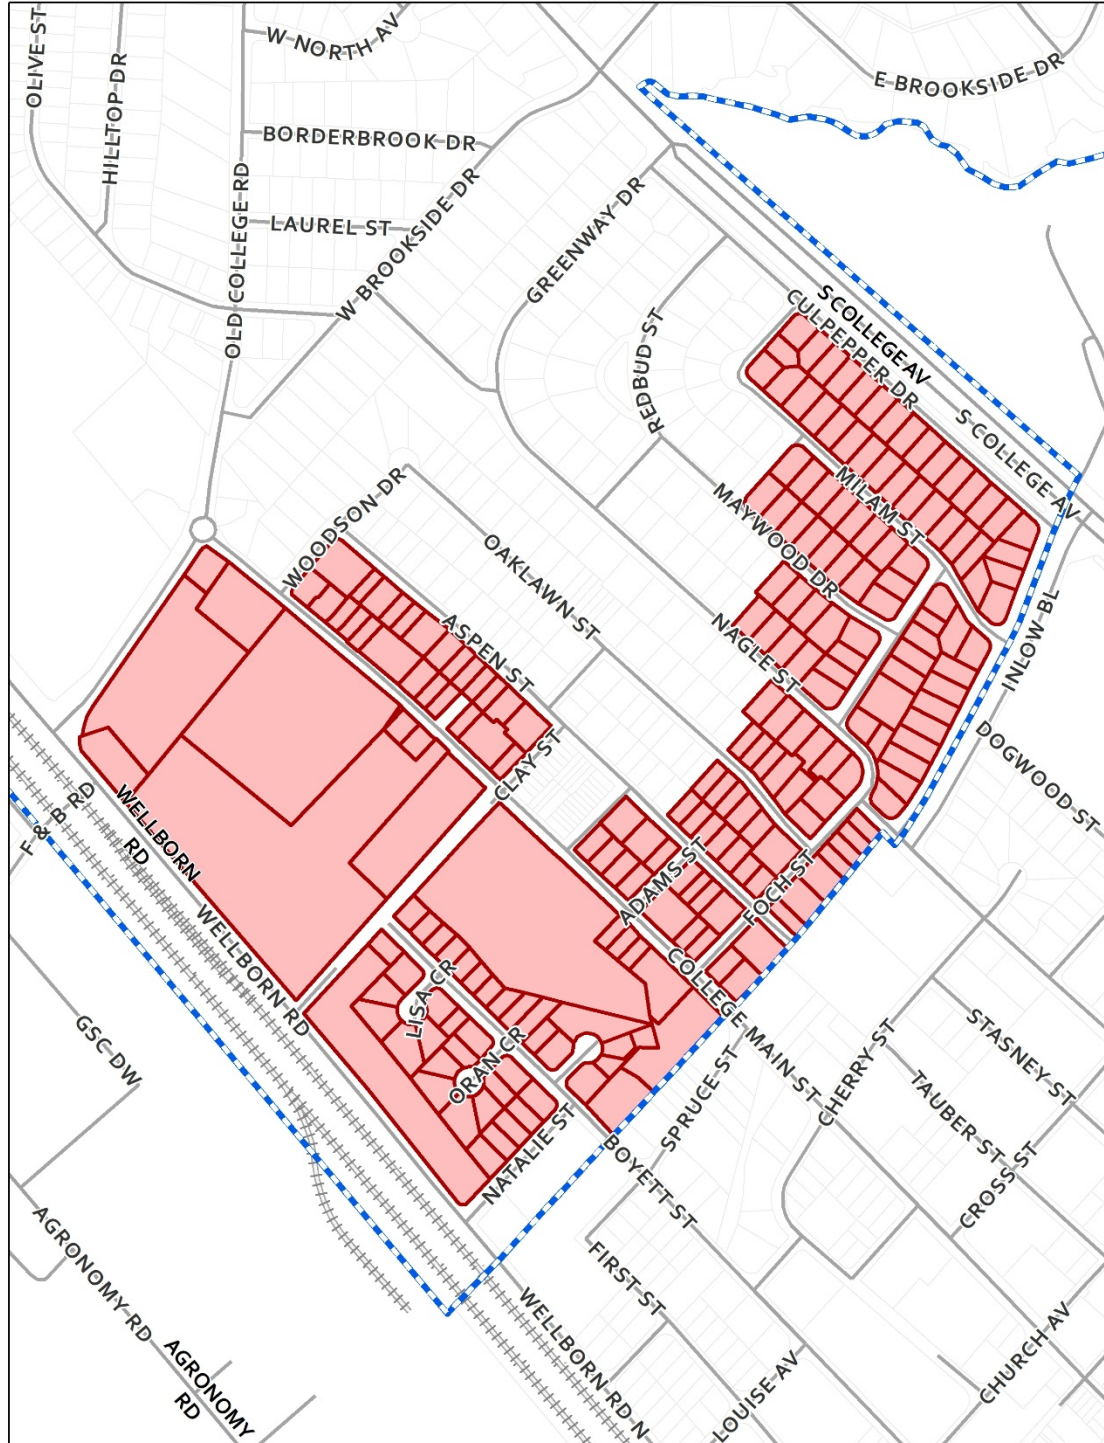 OLIVE ST
HILLTOP DR
W NORTH AV
E BROOKSIDE DR
BORDERBROOK DR
OLD COLLEGE RD
LAUREL ST
W BROOKSIDE DR
GREENWAY DR
REDBUD ST
S COLLEGE AV
CULPEPPER DR
S COLLEGE AV
MILAM ST
MAYWOOD DR
WOODSON DR
OAKLAWN ST
NAGLE ST
ASPEN ST
INLOW BL
DOGWOOD ST
CLAY ST
F & B RD
WELLBORN
RD
ADAMS ST
FOCH ST
WELLBORN RD
LISA CR
COLLEGE MAIN ST
ORAN CR
GSC DW
STASNEY ST
CHERRY ST
SPRUCE ST
TAUBER ST
NATALIE ST
BOYETT ST
CROSS ST
AGRONOMY RD
FIRST ST
WELLBORN RD N
CHURCH AV
LOUISE AV
AGRONOMY
RD